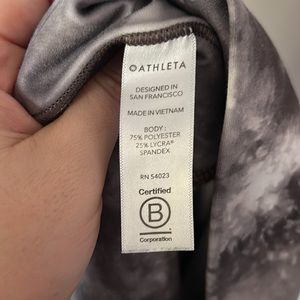 ATHLETA
DESIGNED IN
SAN FRANCISCO
MADE IN VIETNAM
BODY :
75% POLYESTER
25% LYCRA®
SPANDEX
RN 54023
Certified
B
Corporation